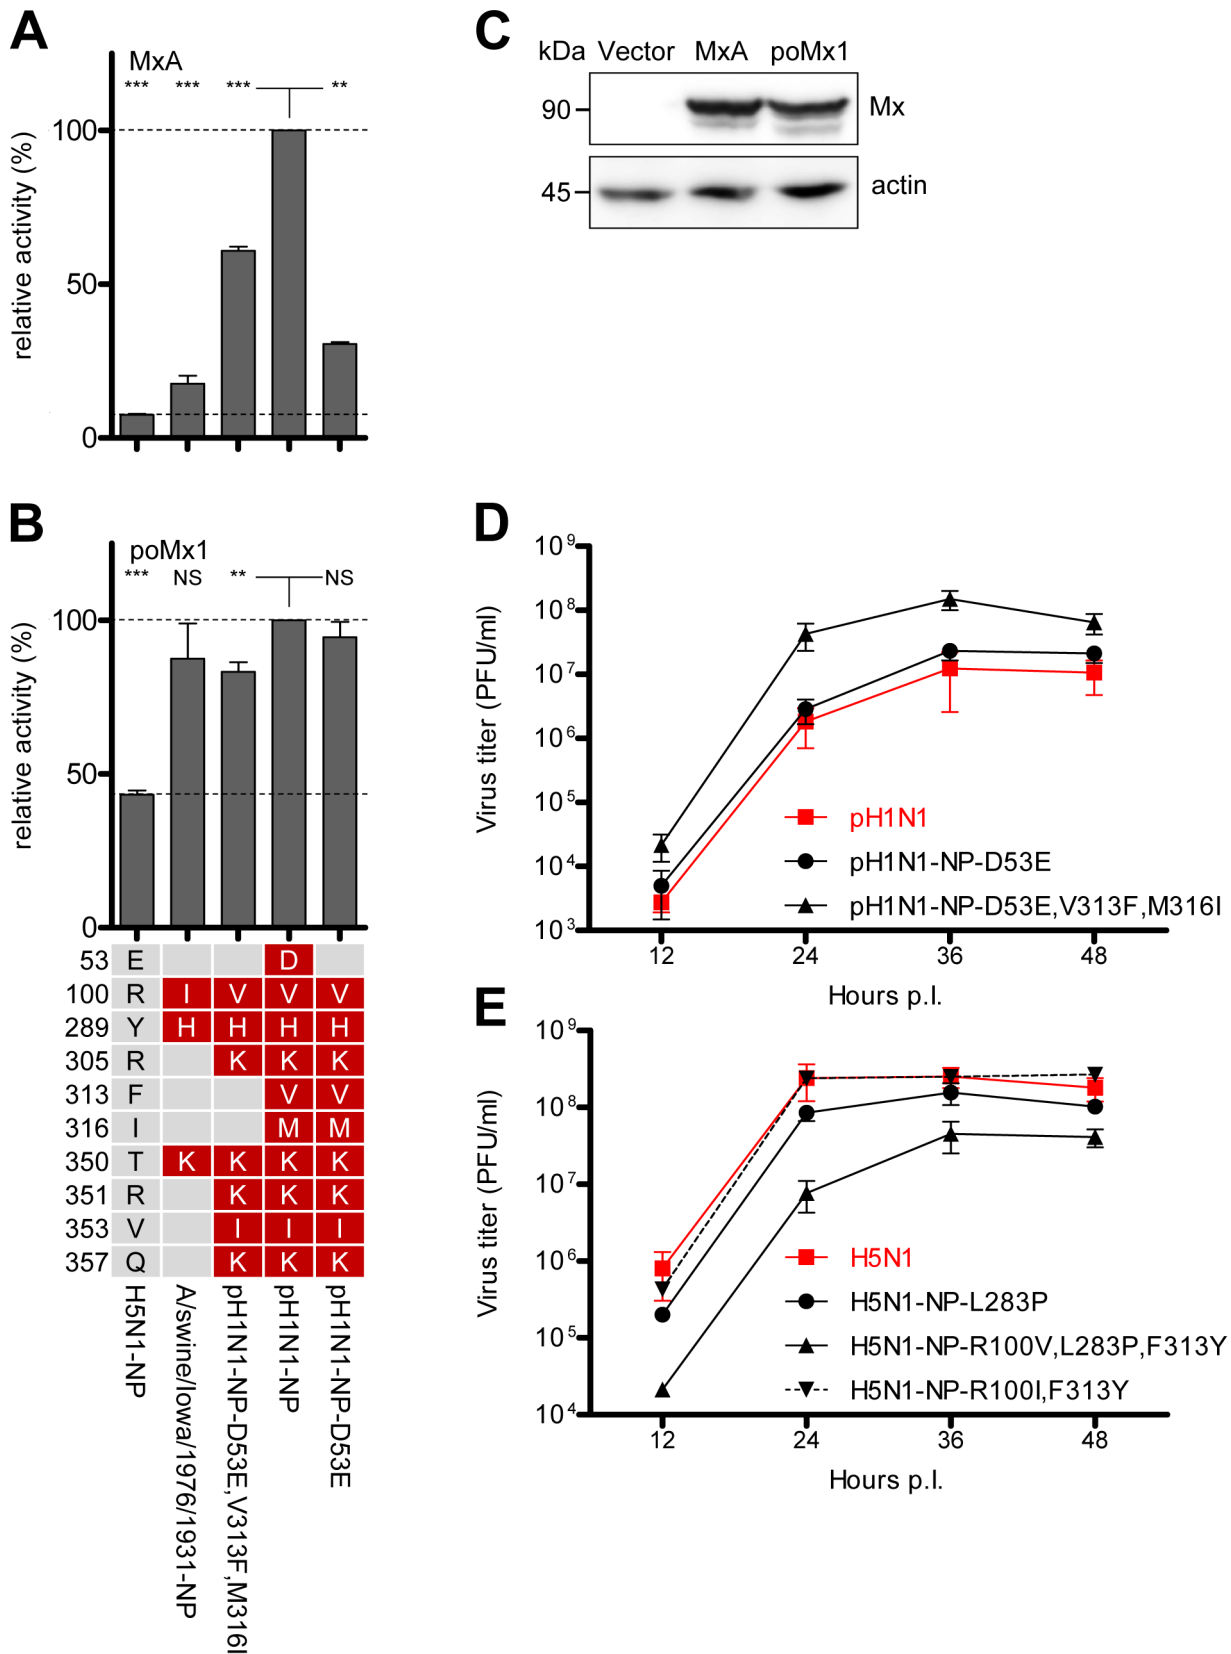 A
MxA
*** *** *** **
relative activity (%)
100
50
0
B
poMx1
*** NS ** NS
relative activity (%)
100
50
0
53 E D
100 R I V V V
289 Y H H H H
305 R K K K
313 F V V
316 I M M
350 T K K K K
351 R K K K
353 V I I I
357 Q K K K
H5N1-NP
A/swine/Iowa/1976/1931-NP
pH1N1-NP-D53E,V313F,M316I
pH1N1-NP
pH1N1-NP-D53E
C
kDa Vector MxA poMx1
90 Mx
45 actin
D
Virus titer (PFU/ml)
10⁹
10⁸
10⁷
10⁶
10⁵
10⁴
10³
pH1N1
pH1N1-NP-D53E
pH1N1-NP-D53E,V313F,M316I
12 24 36 48
Hours p.I.
E
Virus titer (PFU/ml)
10⁹
10⁸
10⁷
10⁶
10⁵
10⁴
H5N1
H5N1-NP-L283P
H5N1-NP-R100V,L283P,F313Y
H5N1-NP-R100I,F313Y
12 24 36 48
Hours p.I.